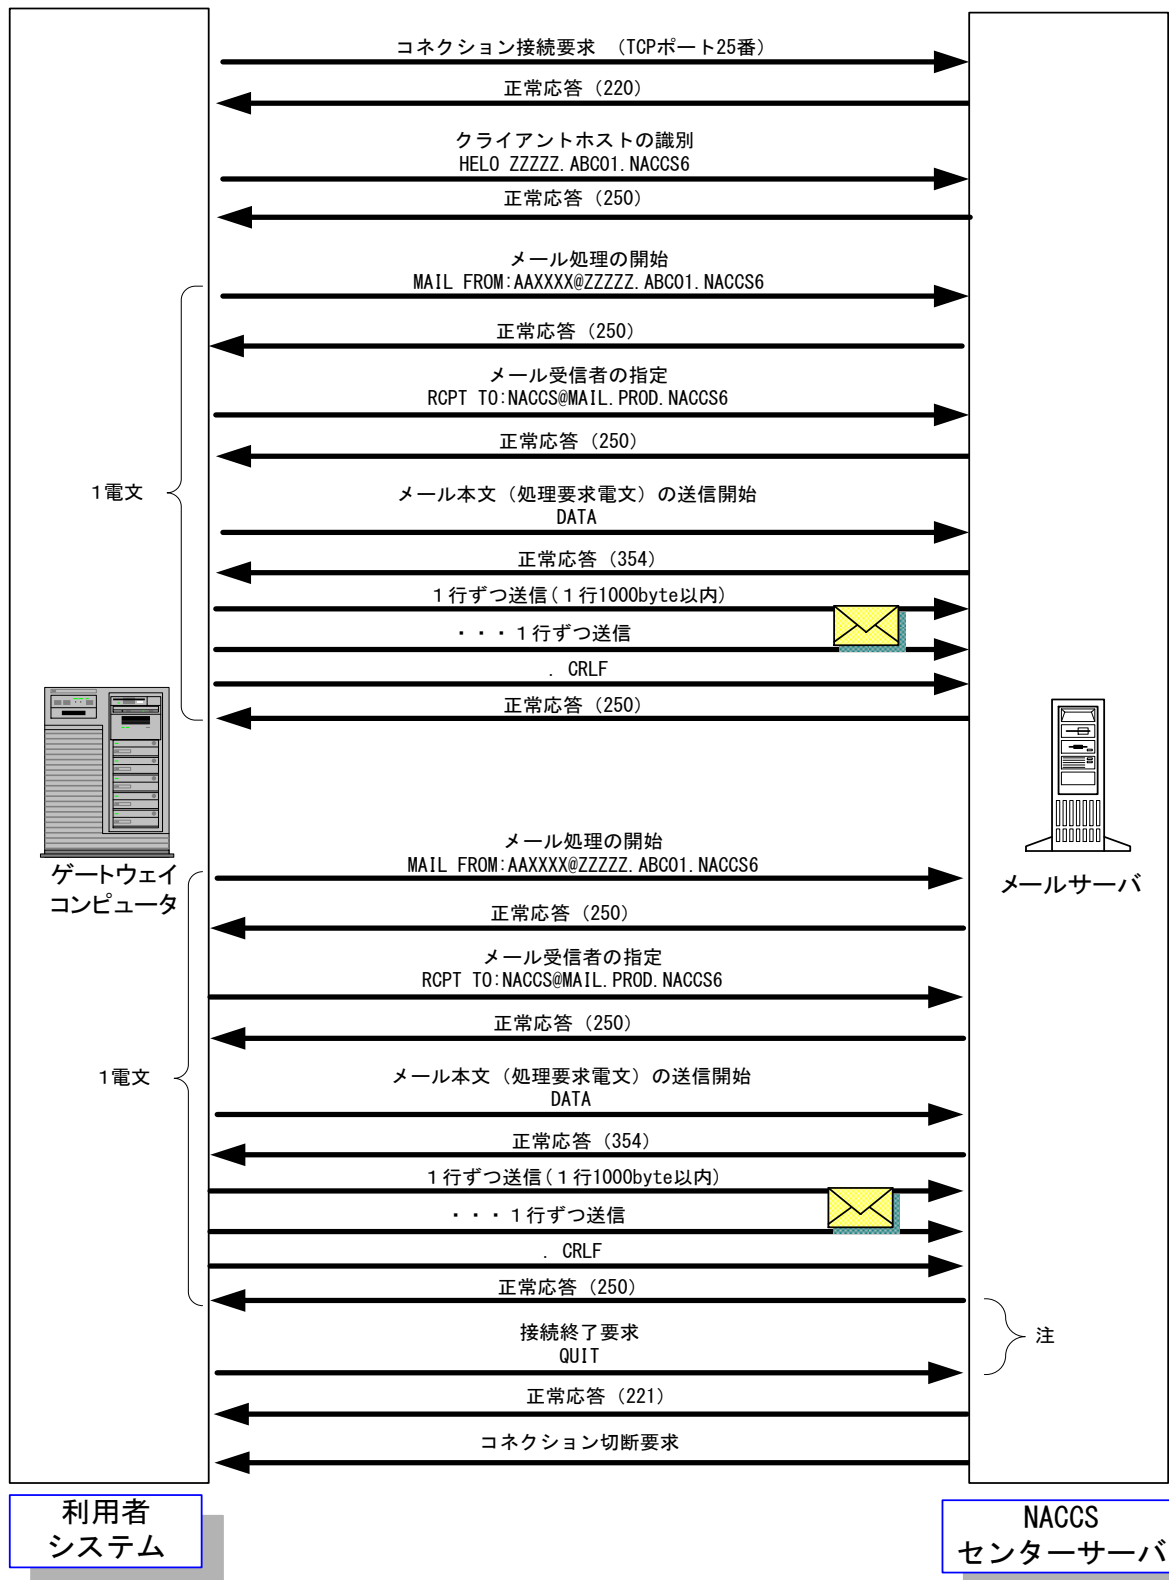 コネクション接続要求　（TCPポート25番）
正常応答（220）
クライアントホストの識別
HELO ZZZZZ.ABC01.NACCS6
正常応答（250）
メール処理の開始
MAIL FROM:AAXXXX@ZZZZZ.ABC01.NACCS6
正常応答（250）
メール受信者の指定
RCPT TO:NACCS@MAIL.PROD.NACCS6
正常応答（250）
1電文
メール本文（処理要求電文）の送信開始
DATA
正常応答（354）
１行ずつ送信(１行1000byte以内)
・・・１行ずつ送信
. CRLF
正常応答（250）
ゲートウェイ
コンピュータ
メールサーバ
メール処理の開始
MAIL FROM:AAXXXX@ZZZZZ.ABC01.NACCS6
正常応答（250）
メール受信者の指定
RCPT TO:NACCS@MAIL.PROD.NACCS6
正常応答（250）
1電文
メール本文（処理要求電文）の送信開始
DATA
正常応答（354）
１行ずつ送信(１行1000byte以内)
・・・１行ずつ送信
. CRLF
正常応答（250）
注
接続終了要求
QUIT
正常応答（221）
コネクション切断要求
利用者
システム
NACCS
センターサーバ